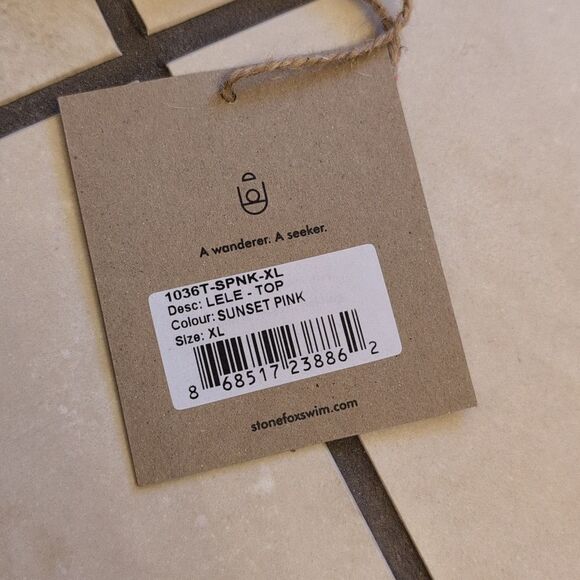 A wanderer. A seeker.
1036T-SPNK-XL
Desc: LELE - TOP
Colour: SUNSET PINK
Size: XL
8 68517 23886 2
stonefoxswim.com